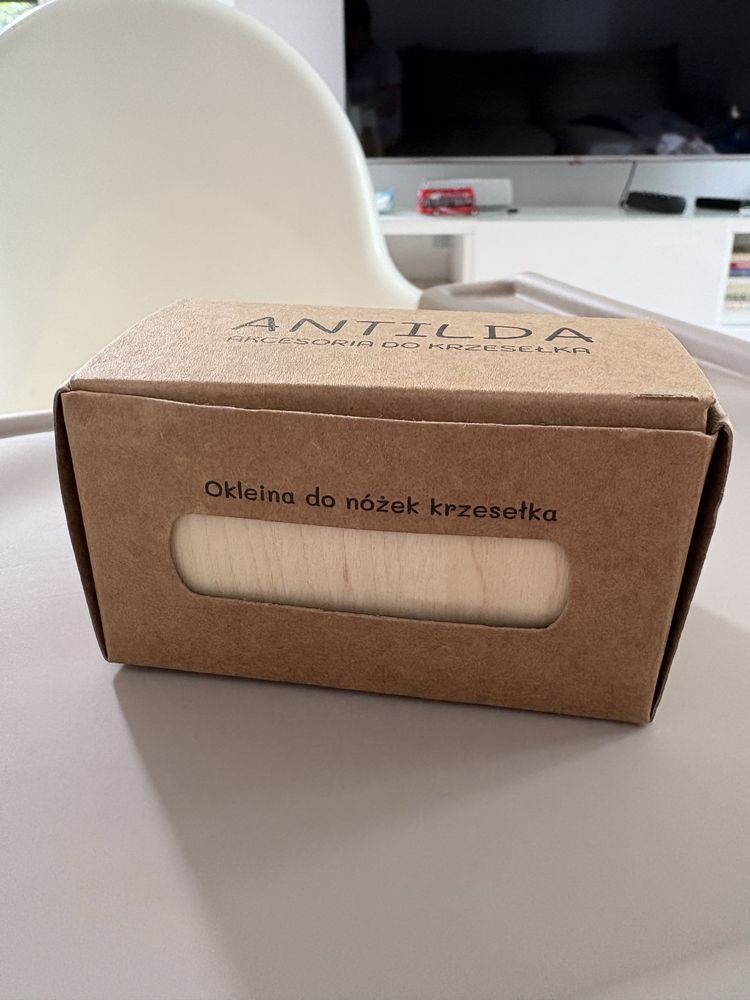 ANTILDA
AKCESORIA DO KRZESEŁKA
Okleina do nóżek krzesełka